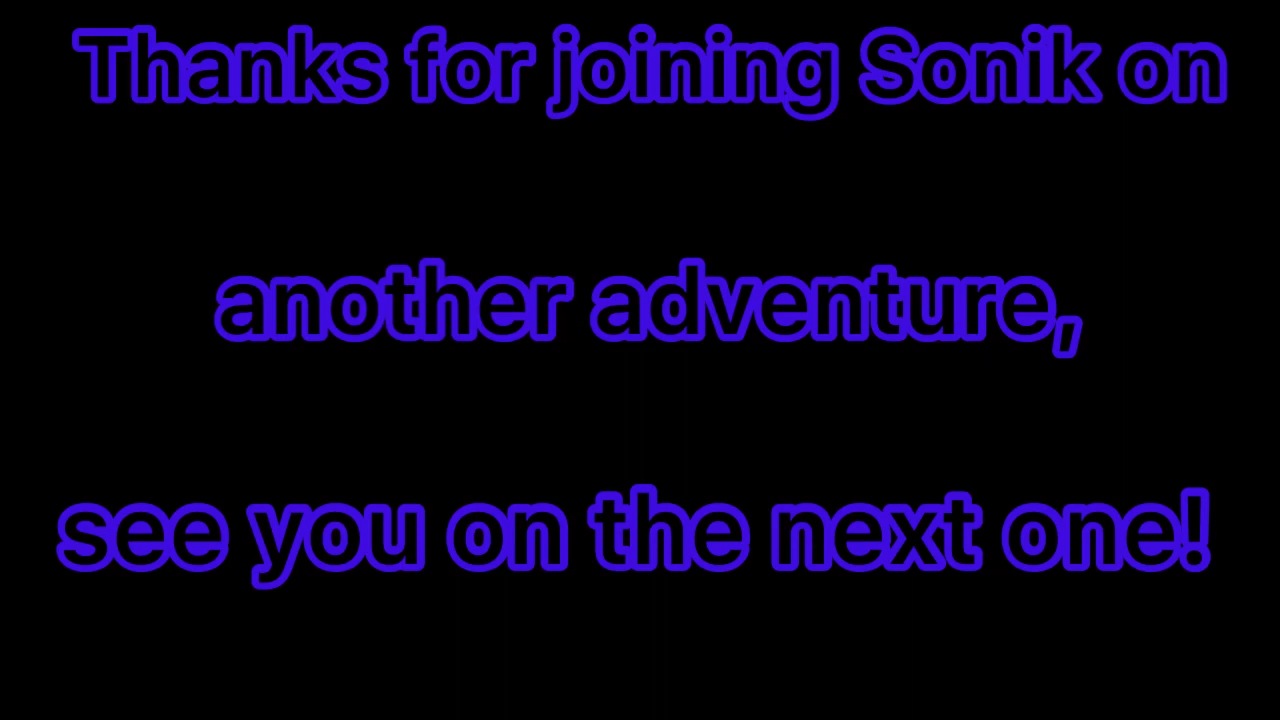 Thanks for joining Sonik on
another adventure,
see you on the next one!